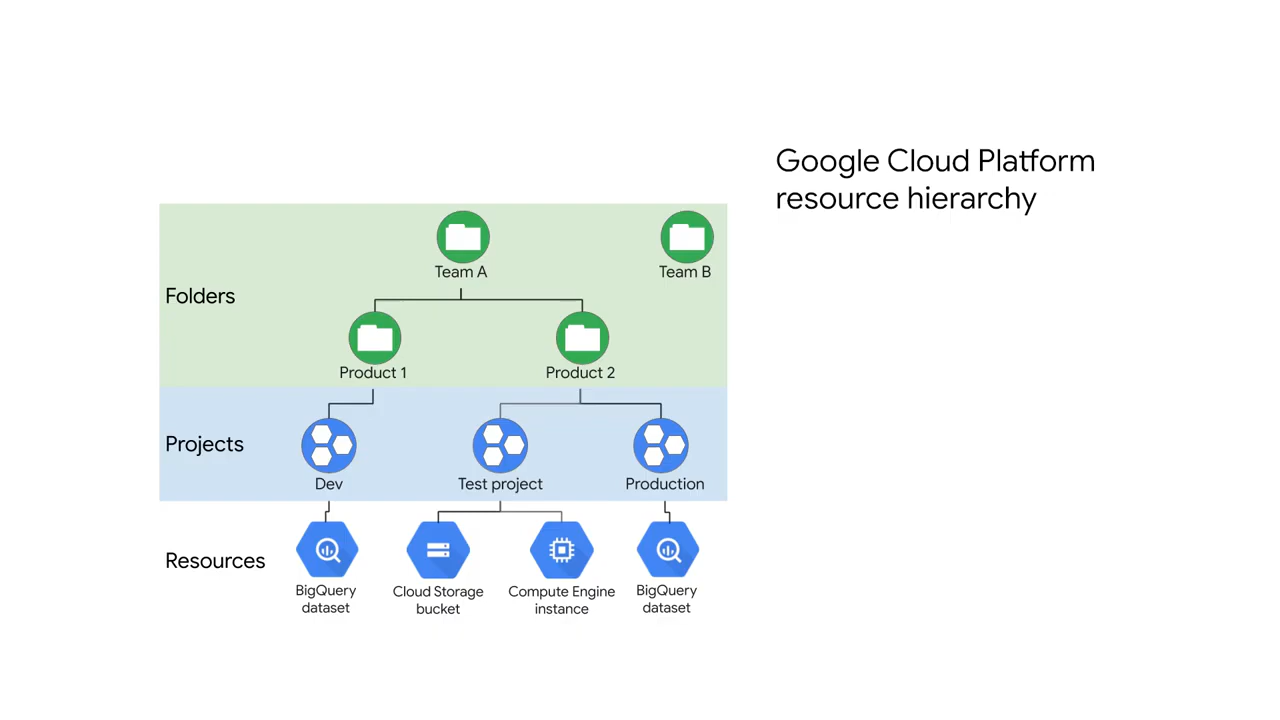 Google Cloud Platform
resource hierarchy
Folders
Team A
Team B
Product 1
Product 2
Projects
Dev
Test project
Production
Resources
BigQuery
dataset
Cloud Storage
bucket
Compute Engine
instance
BigQuery
dataset